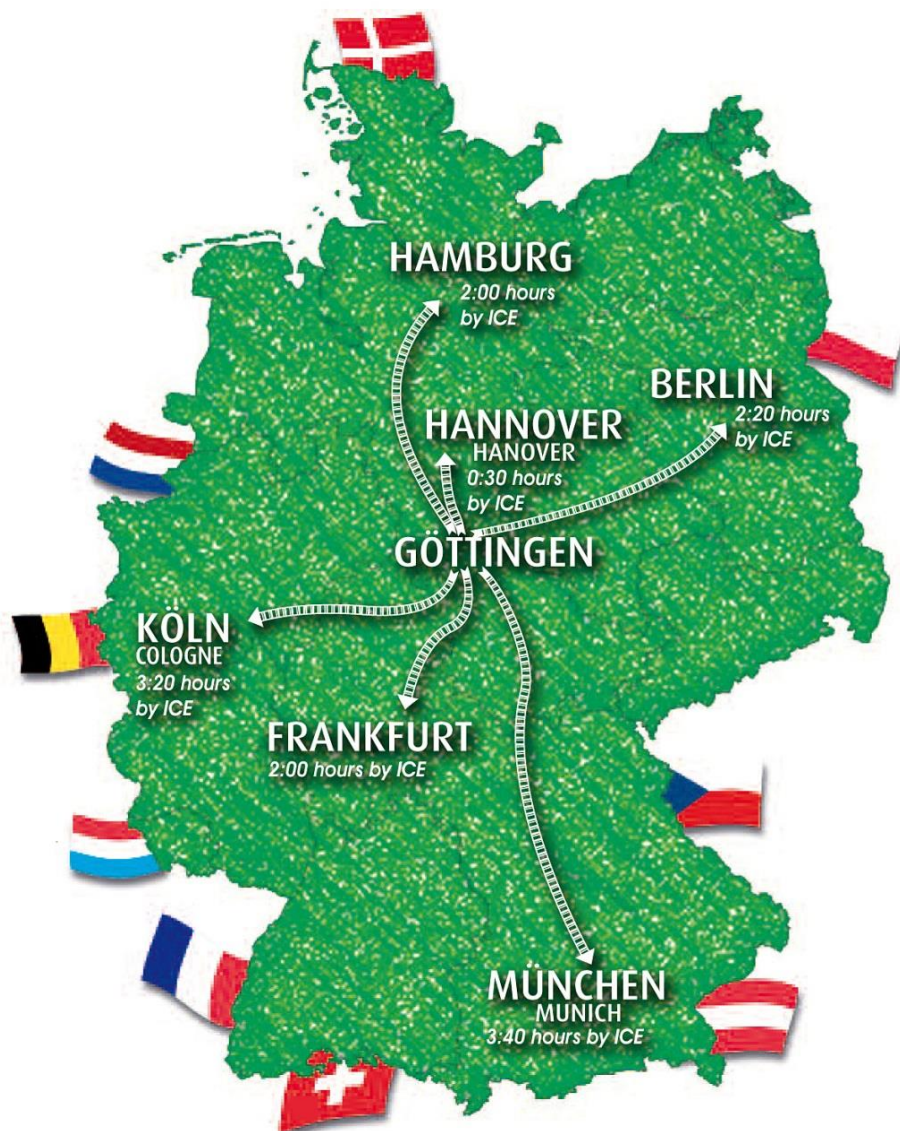 HAMBURG
2:00 hours
by ICE
BERLIN
2:20 hours
by ICE
HANNOVER
HANOVER
0:30 hours
by ICE
GÖTTINGEN
KÖLN
COLOGNE
3:20 hours
by ICE
FRANKFURT
2:00 hours by ICE
MÜNCHEN
MUNICH
3:40 hours by ICE